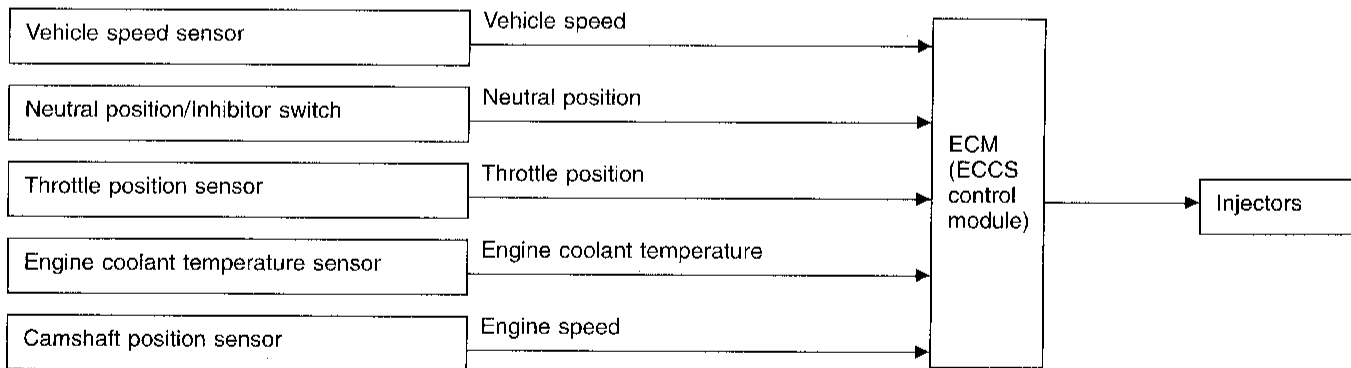 Vehicle speed sensor
Vehicle speed
Neutral position/Inhibitor switch
Neutral position
Throttle position sensor
Throttle position
Engine coolant temperature sensor
Engine coolant temperature
Camshaft position sensor
Engine speed
ECM
(ECCS
control
module)
Injectors